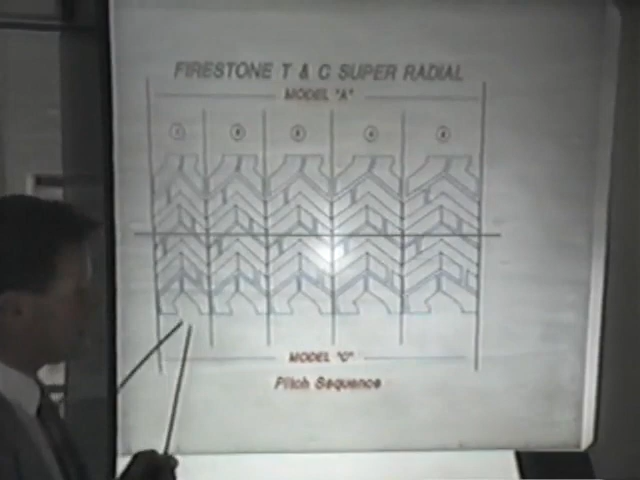 FIRESTONE T & C SUPER RADIAL
MODEL "A"
MODEL "C"
Pitch Sequence